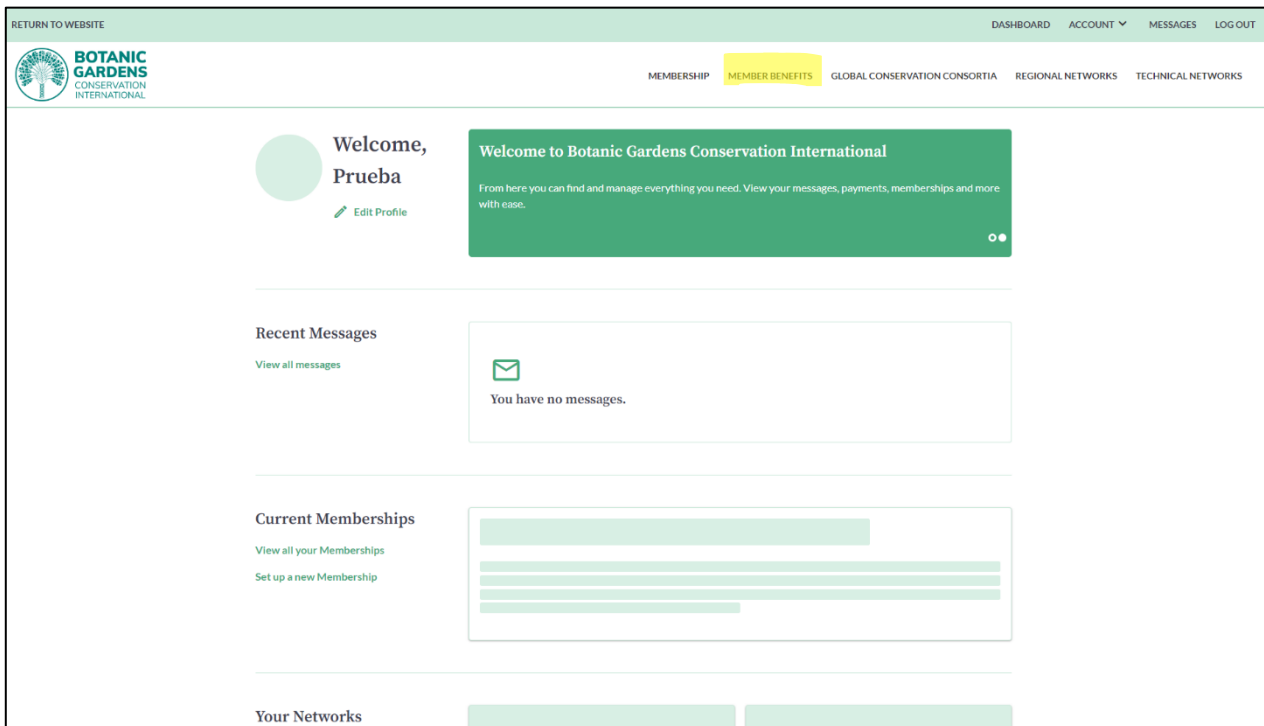 RETURN TO WEBSITE
DASHBOARD ACCOUNT MESSAGES LOG OUT
BOTANIC
GARDENS
CONSERVATION
INTERNATIONAL
MEMBERSHIP MEMBER BENEFITS GLOBAL CONSERVATION CONSORTIA REGIONAL NETWORKS TECHNICAL NETWORKS
Welcome,
Prueba
Edit Profile
Welcome to Botanic Gardens Conservation International
From here you can find and manage everything you need. View your messages, payments, memberships and more
with ease.
Recent Messages
View all messages
You have no messages.
Current Memberships
View all your Memberships
Set up a new Membership
Your Networks